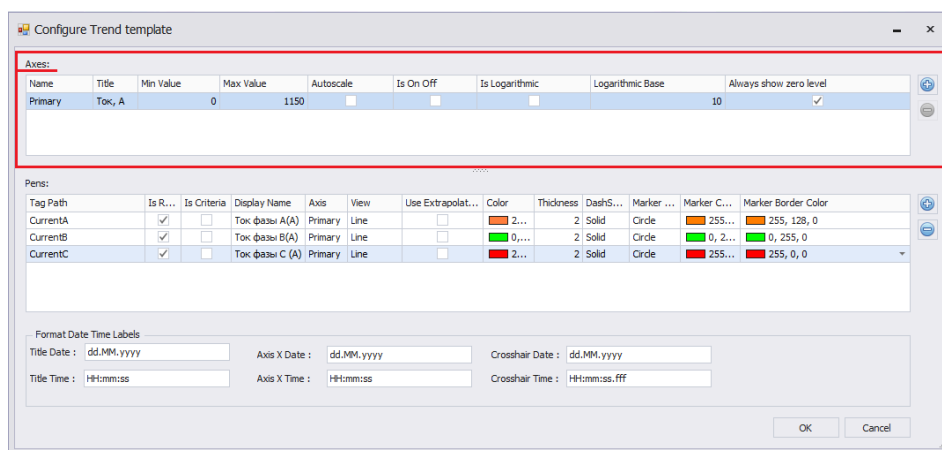 Configure Trend template
Axes:
Name Title Min Value Max Value Autoscale Is On Off Is Logarithmic Logarithmic Base Always show zero level
Primary Ток, А 0 1150 10
Pens:
Tag Path Is R... Is Criteria Display Name Axis View Use Extrapolat... Color Thickness DashS... Marker ... Marker C... Marker Border Color
CurrentA Ток фазы А(А) Primary Line 2... 2 Solid Circle 255... 255, 128, 0
CurrentB Ток фазы В(А) Primary Line 0,... 2 Solid Circle 0, 2... 0, 255, 0
CurrentC Ток фазы С (А) Primary Line 2... 2 Solid Circle 255... 255, 0, 0
Format Date Time Labels
Title Date : dd.MM.yyyy Axis X Date : dd.MM.yyyy Crosshair Date : dd.MM.yyyy
Title Time : HH:mm:ss Axis X Time : HH:mm:ss Crosshair Time : HH:mm:ss.fff
OK Cancel